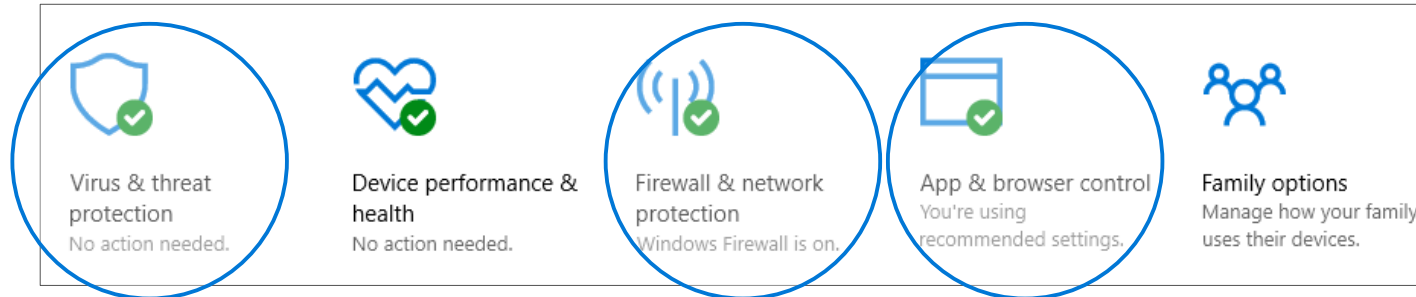 Virus & threat
protection
No action needed.
Device performance &
health
No action needed.
Firewall & network
protection
Windows Firewall is on.
App & browser control
You're using
recommended settings.
Family options
Manage how your family
uses their devices.